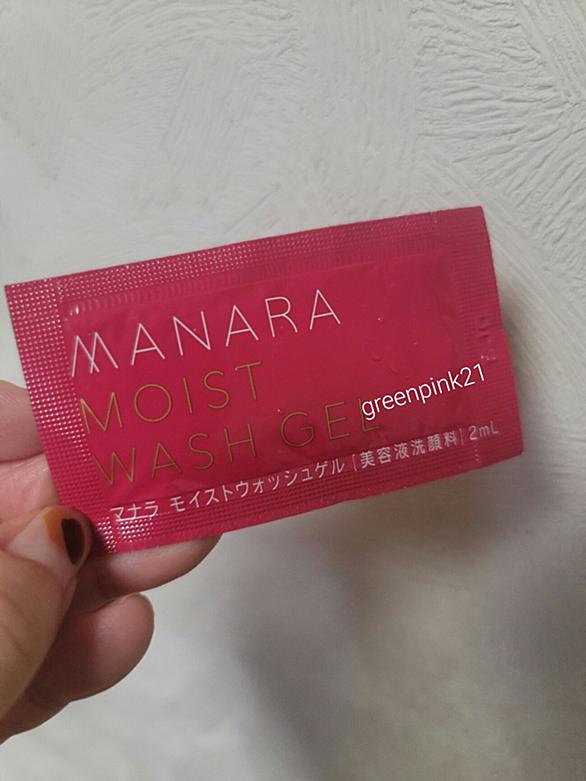 MANARA
MOIST
WASH GEL
greenpink21
マナラ モイストウォッシュゲル [美容液洗顔料] 2mL